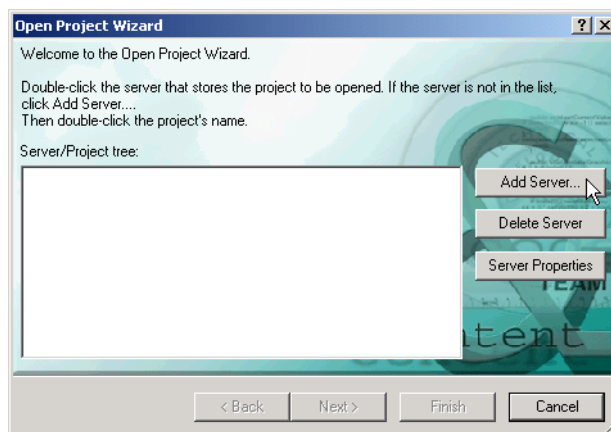 Open Project Wizard
Welcome to the Open Project Wizard.
Double-click the server that stores the project to be opened. If the server is not in the list,
click Add Server....
Then double-click the project's name.
Server/Project tree:
Add Server...
Delete Server
Server Properties
TEAM
tent
< Back
Next >
Finish
Cancel